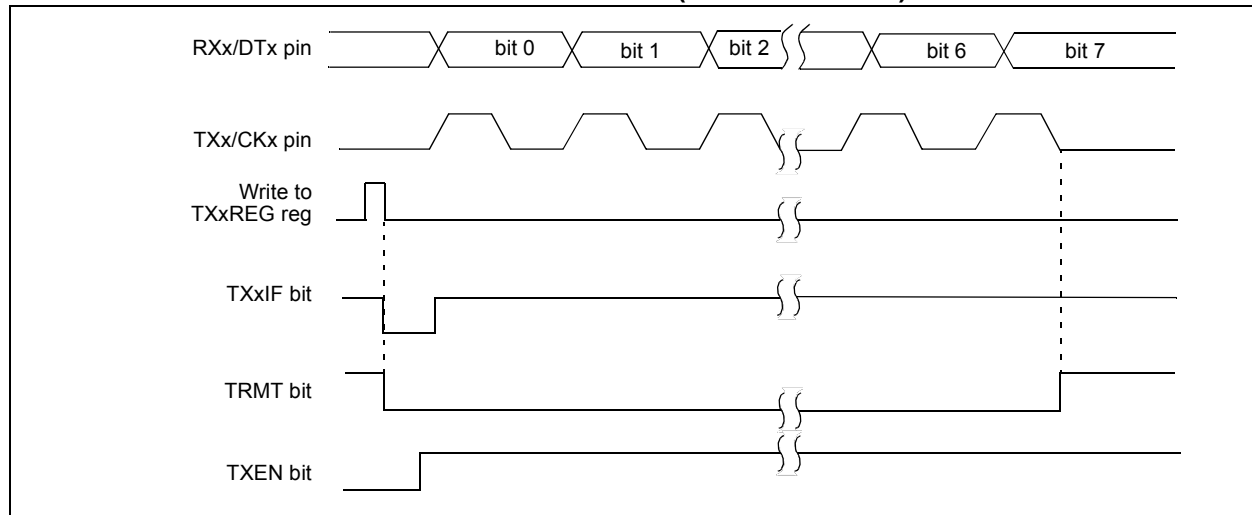 RXx/DTx pin
bit 0
bit 1
bit 2
bit 6
bit 7
TXx/CKx pin
Write to
TXxREG reg
TXxIF bit
TRMT bit
TXEN bit